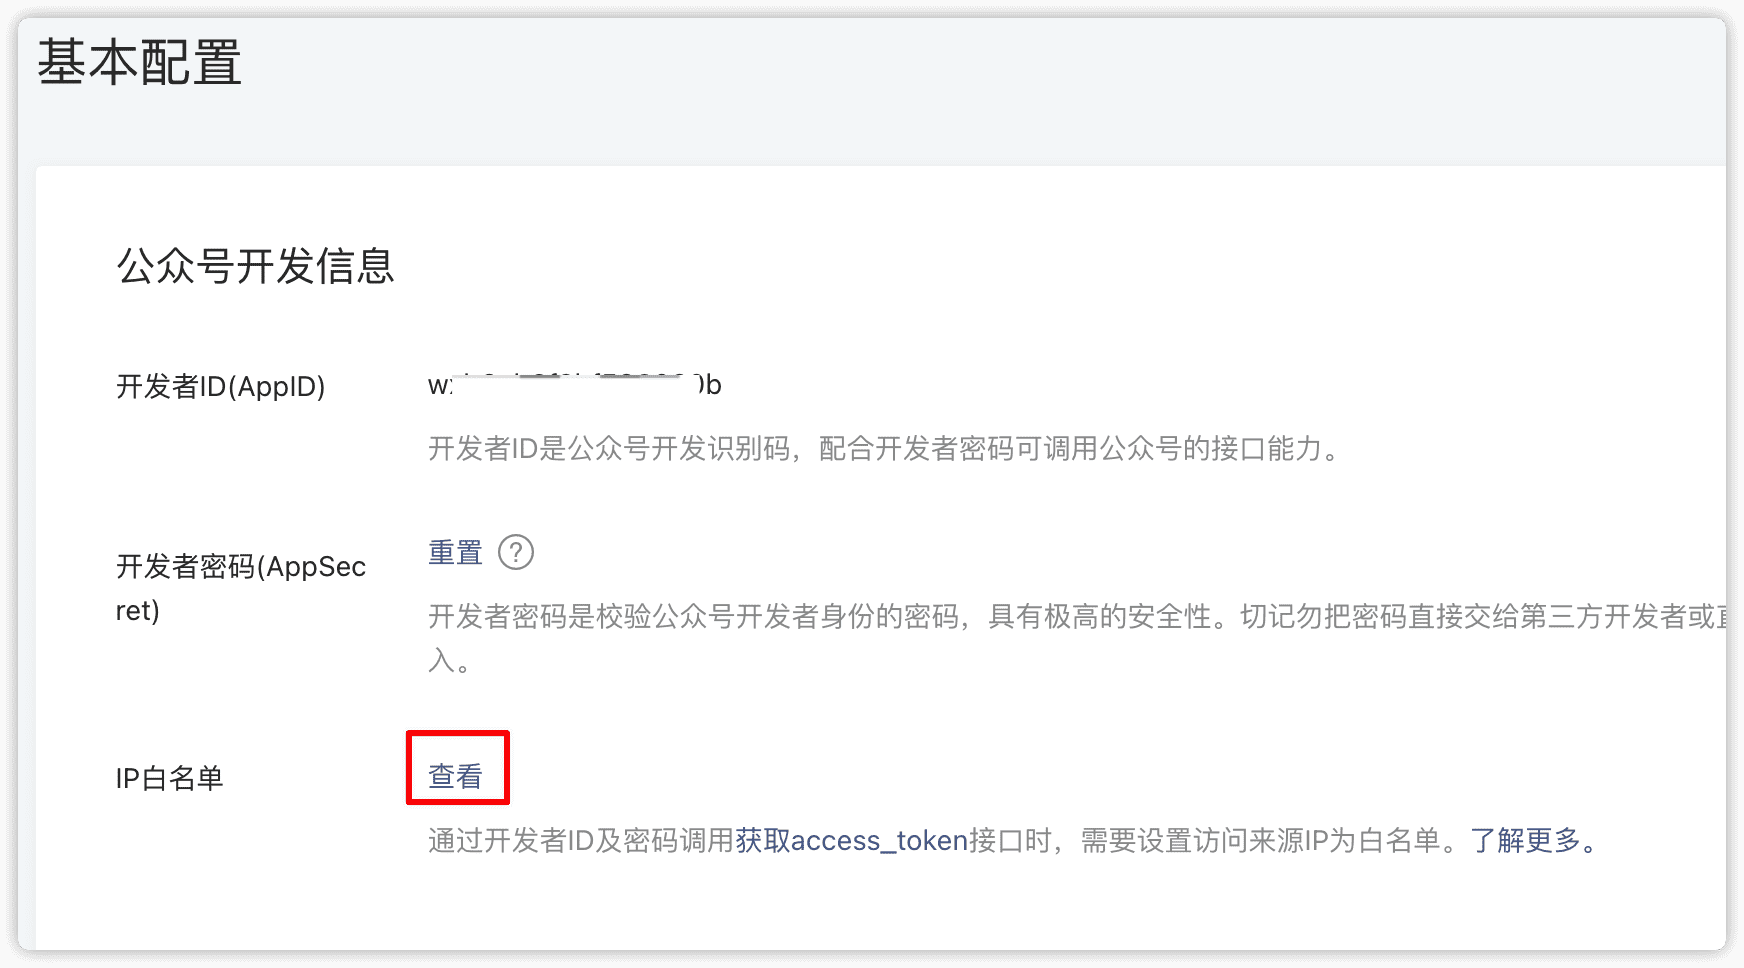 基本配置
公众号开发信息
开发者ID(AppID)
开发者ID是公众号开发识别码，配合开发者密码可调用公众号的接口能力。
重置 ?
开发者密码(AppSec
ret)
开发者密码是校验公众号开发者身份的密码，具有极高的安全性。切记勿把密码直接交给第三方开发者或
入。
IP白名单 查看
通过开发者ID及密码调用获取access_token接口时，需要设置访问来源IP为白名单。了解更多。